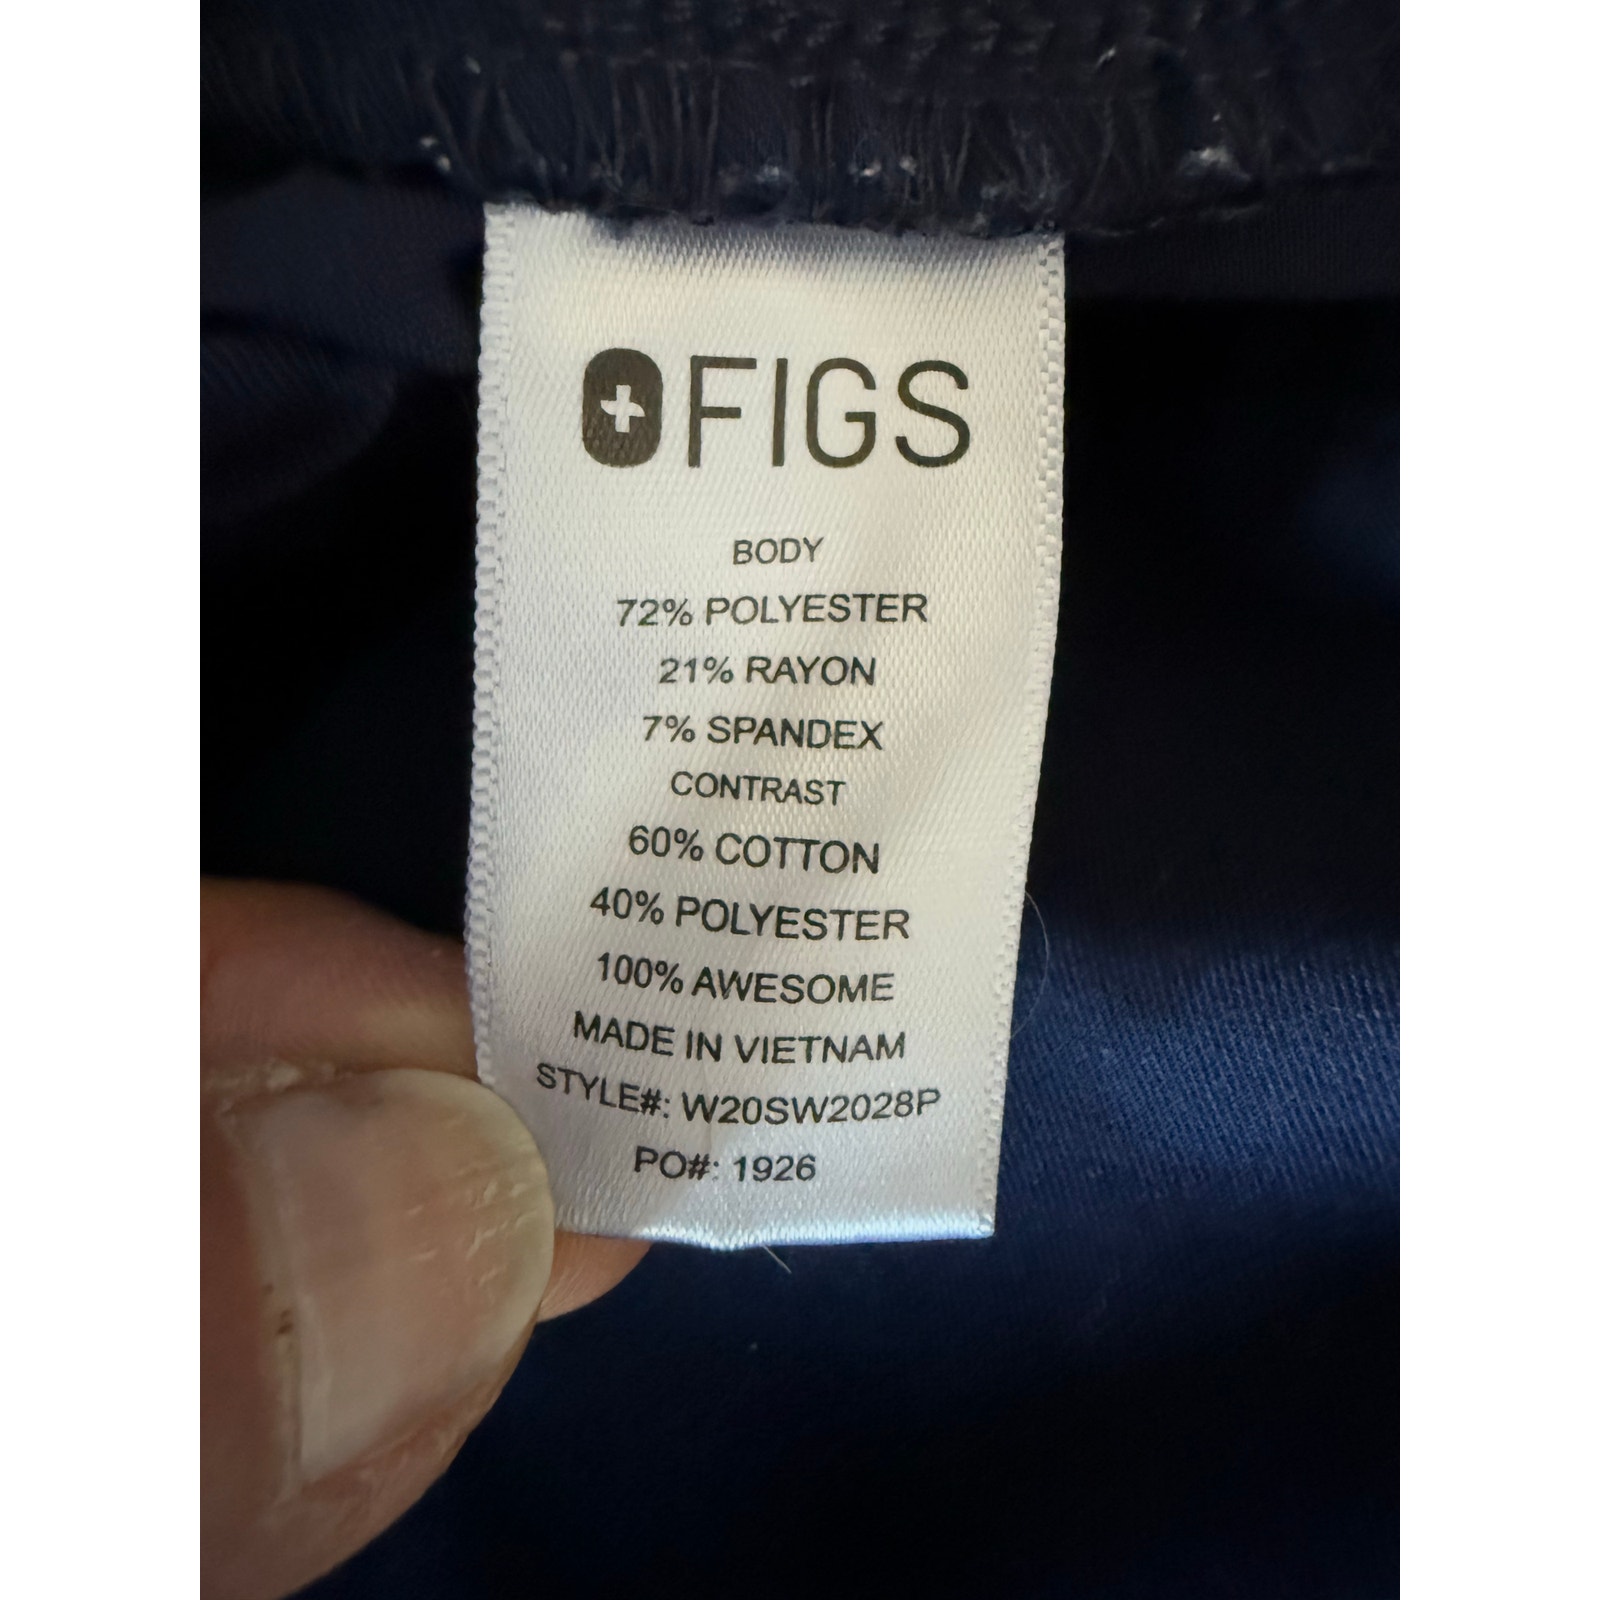 FIGS
BODY
72% POLYESTER
21% RAYON
7% SPANDEX
CONTRAST
60% COTTON
40% POLYESTER
100% AWESOME
MADE IN VIETNAM
STYLE#: W20SW2028P
PO#: 1926